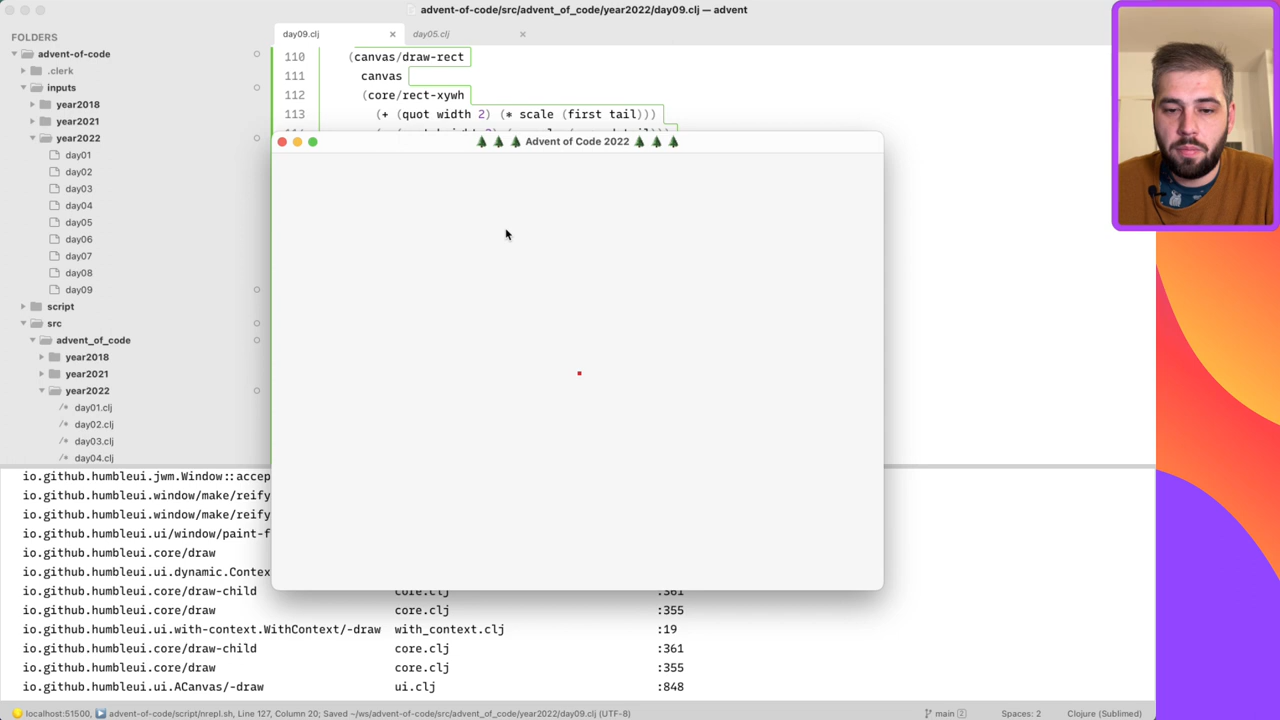 advent-of-code/src/advent_of_code/year2022/day09.clj — advent
FOLDERS
advent-of-code
.clerk
inputs
year2018
year2021
year2022
day01
day02
day03
day04
day05
day06
day07
day08
day09
script
src
advent_of_code
year2018
year2021
year2022
/* day01.clj
/* day02.clj
/* day03.clj
/* day04.clj
day09.clj
day05.clj
110 (canvas/draw-rect
111 canvas
112 (core/rect-xywh
113 (+ (quot width 2) (* scale (first tail)))
🌲 🌲 🌲 Advent of Code 2022 🌲 🌲 🌲
io.github.humbleui.jwm.Window::accep
io.github.humbleui.window/make/reify
io.github.humbleui.window/make/reify
io.github.humbleui.ui/window/paint-f
io.github.humbleui.core/draw
io.github.humbleui.ui.dynamic.Contex
io.github.humbleui.core/draw-child core.clj :361
io.github.humbleui.core/draw core.clj :355
io.github.humbleui.ui.with-context.WithContext/-draw with_context.clj :19
io.github.humbleui.core/draw-child core.clj :361
io.github.humbleui.core/draw core.clj :355
io.github.humbleui.ui.ACanvas/-draw ui.clj :848
localhost:51500, advent-of-code/script/nrepl.sh, Line 127, Column 20; Saved ~/ws/advent-of-code/src/advent_of_code/year2022/day09.clj (UTF-8)
main 2
Spaces: 2
Clojure (Sublimed)